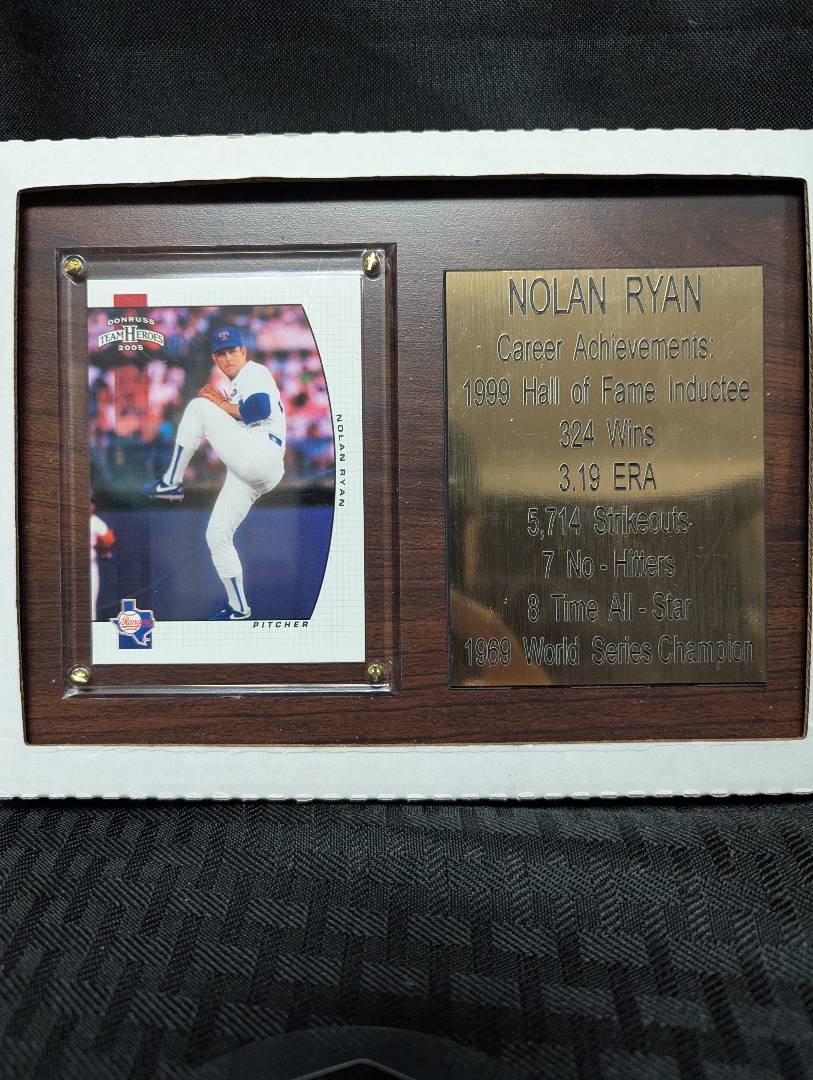 DONRUSS
TEAM HEROES
2005
NOLAN RYAN
Rangers
PITCHER
NOLAN RYAN
Career Achievements:
1999 Hall of Fame Inductee
324 Wins
3.19 ERA
5,714 Strikeouts
7 No - Hitters
8 Time All - Star
1969 World Series Champion